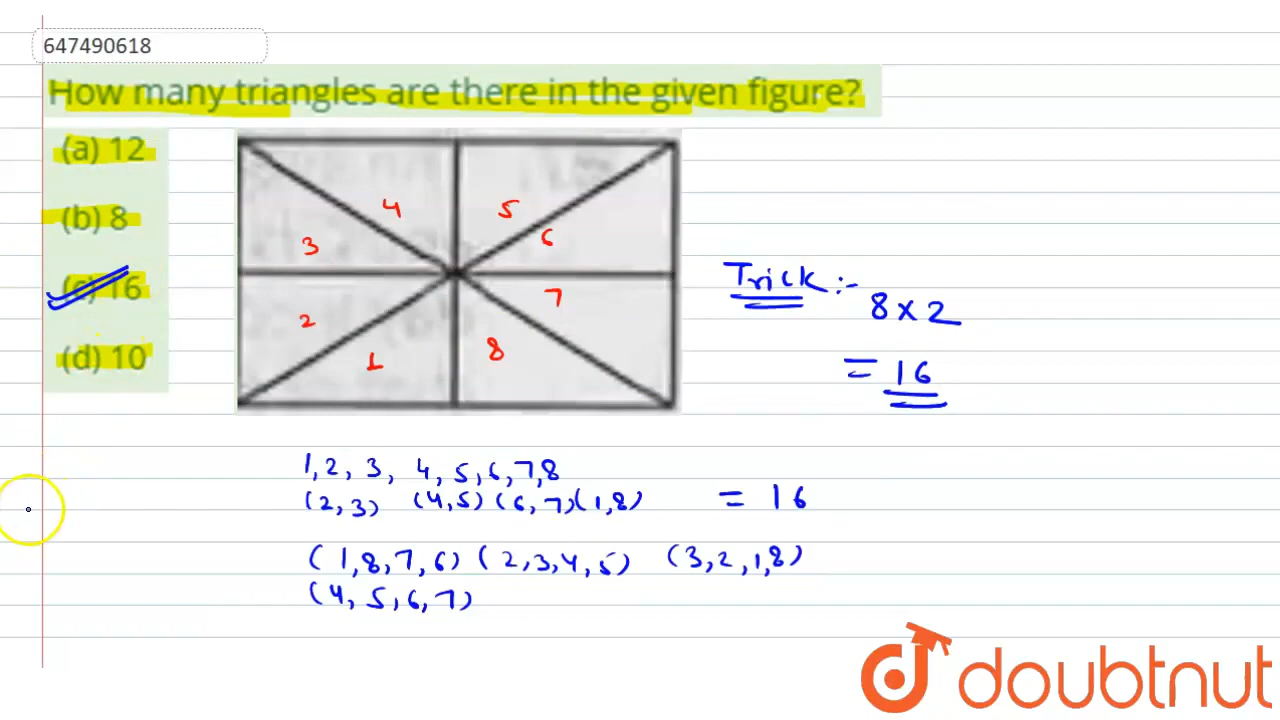 647490618
How many triangles are there in the given figure?
(a) 12
(b) 8
(c) 16
(d) 10
4 5
3 6
2 7
1 8
Trick :-
8 x 2
= 16
1, 2, 3, 4, 5, 6, 7, 8
(2, 3) (4, 5) (6, 7) (1, 8) = 16
(1, 8, 7, 6) (2, 3, 4, 5) (3, 2, 1, 8)
(4, 5, 6, 7)
doubtnut